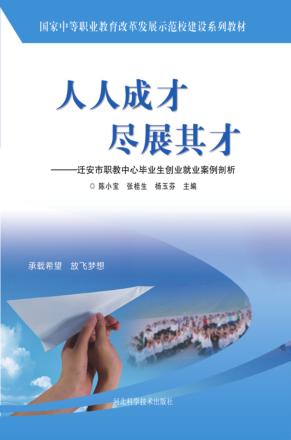 国家中等职业教育改革发展示范校建设系列教材
人人成才
尽展其才
——迁安市职教中心毕业生创业就业案例剖析
◎ 陈小宝 张桂生 杨玉芬 主编
承载希望 放飞梦想
河北科学技术出版社